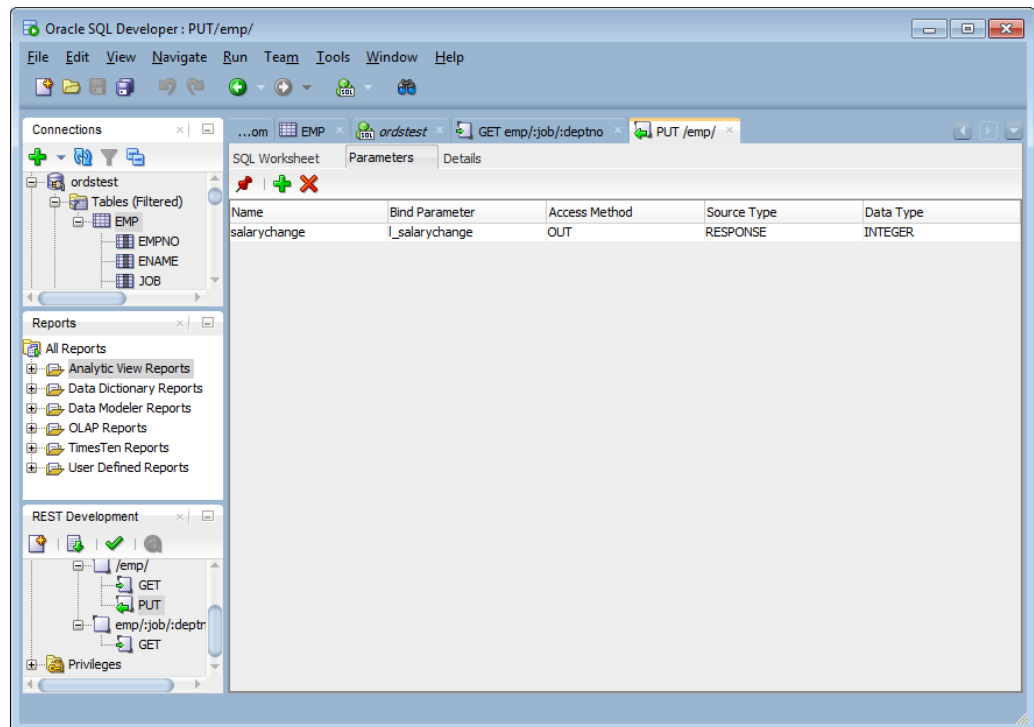 Oracle SQL Developer : PUT/emp/
File Edit View Navigate Run Team Tools Window Help
SQL
Connections
...om EMP SQL ordstest GET emp/:job/:deptno PUT /emp/
SQL Worksheet Parameters Details
ordstest
Tables (Filtered)
EMP
EMPNO
ENAME
JOB
Name Bind Parameter Access Method Source Type Data Type
salarychange l_salarychange OUT RESPONSE INTEGER
Reports
All Reports
Analytic View Reports
Data Dictionary Reports
Data Modeler Reports
OLAP Reports
TimesTen Reports
User Defined Reports
REST Development
/emp/
GET
PUT
emp/:job/:deptn
GET
Privileges